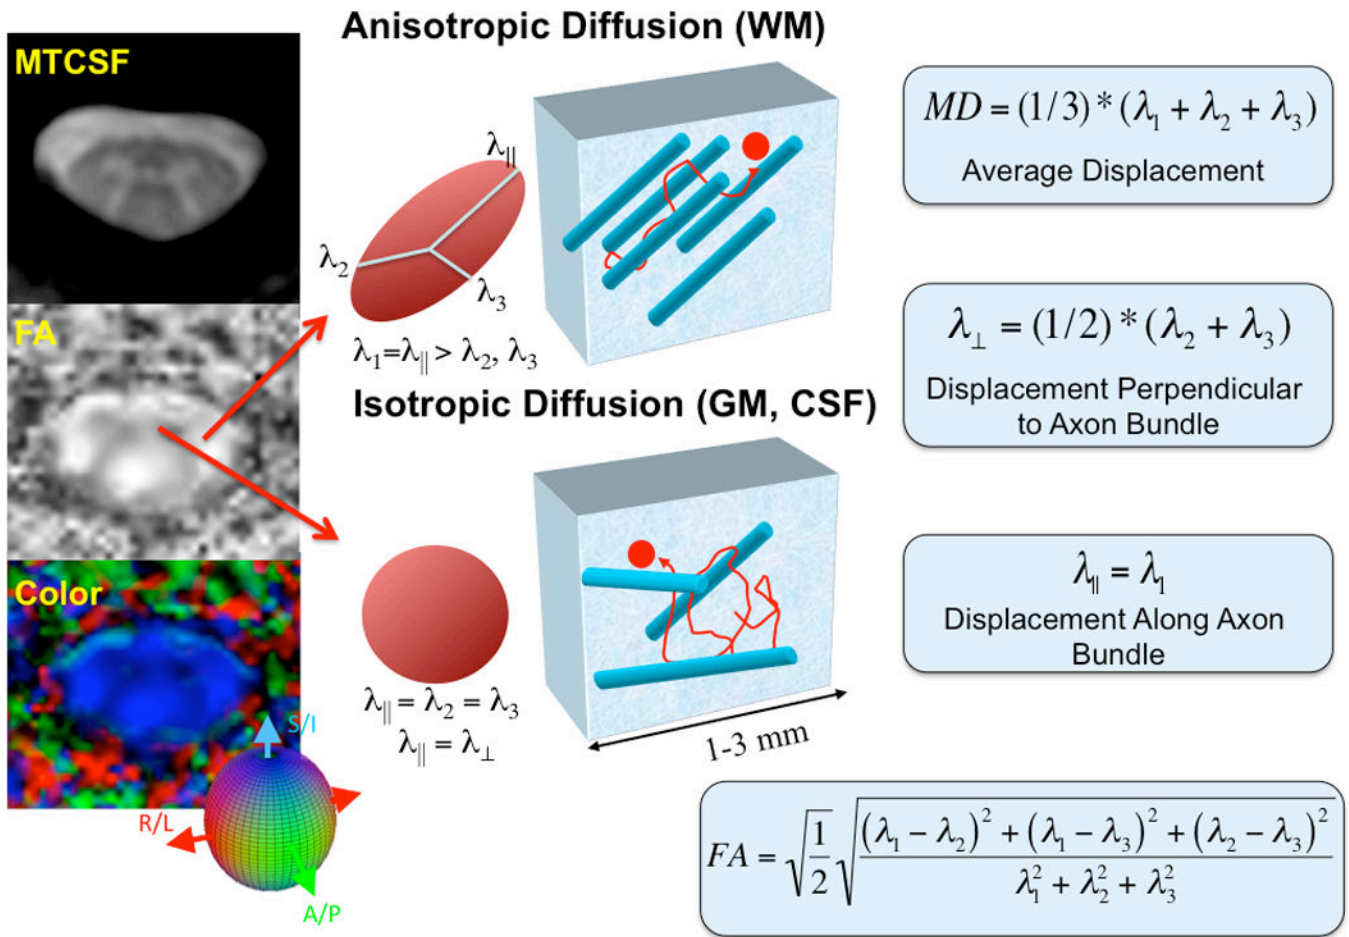 Anisotropic Diffusion (WM)
MTCSF
λ||
λ2
λ3
λ1=λ|| > λ2, λ3
FA
Isotropic Diffusion (GM, CSF)
λ|| = λ2 = λ3
λ|| = λ⊥
1-3 mm
Color
S/I
R/L
A/P
MD = (1/3) * (λ1 + λ2 + λ3)
Average Displacement
λ⊥ = (1/2) * (λ2 + λ3)
Displacement Perpendicular
to Axon Bundle
λ|| = λ1
Displacement Along Axon
Bundle
FA = √(1/2) √(((λ1 − λ2)² + (λ1 − λ3)² + (λ2 − λ3)²) / (λ1² + λ2² + λ3²))